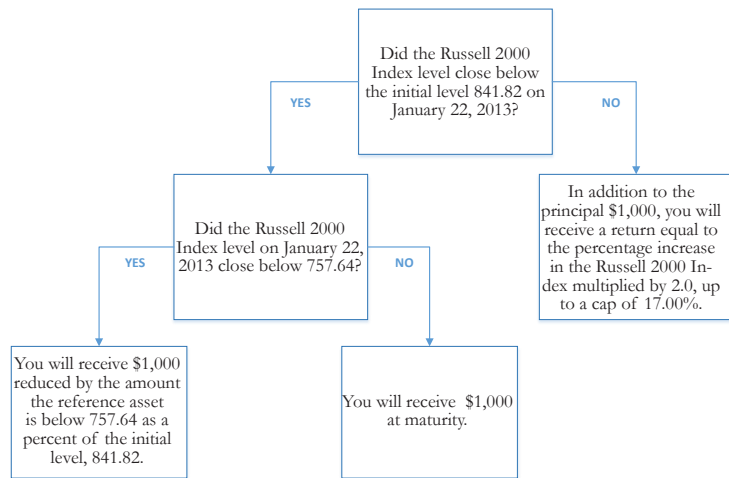 Did the Russell 2000
Index level close below
the initial level 841.82 on
January 22, 2013?
YES
NO
Did the Russell 2000
Index level on January 22,
2013 close below 757.64?
In addition to the
principal $1,000, you will
receive a return equal to
the percentage increase
in the Russell 2000 In-
dex multiplied by 2.0, up
to a cap of 17.00%.
YES
NO
You will receive $1,000
reduced by the amount
the reference asset
is below 757.64 as a
percent of the initial
level, 841.82.
You will receive $1,000
at maturity.